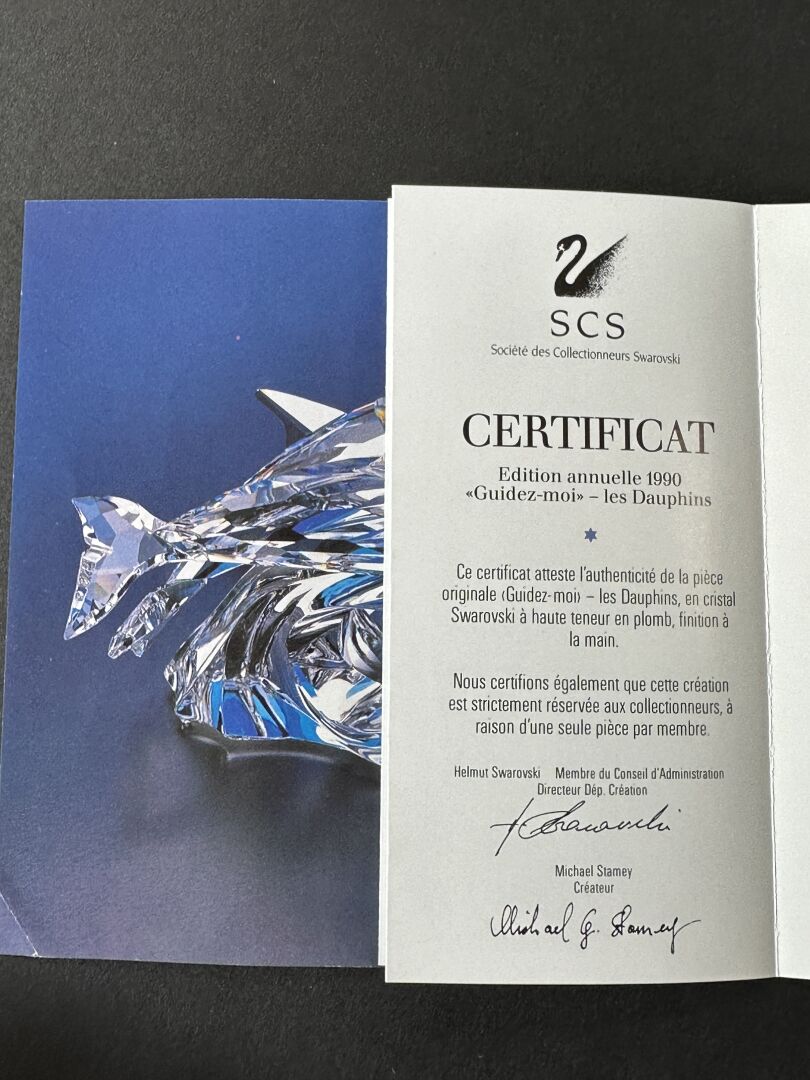 SCS
Société des Collectionneurs Swarovski
CERTIFICAT
Edition annuelle 1990
«Guidez-moi» – les Dauphins
Ce certificat atteste l'authenticité de la pièce
originale ‹Guidez-moi› – les Dauphins, en cristal
Swarovski à haute teneur en plomb, finition à
la main.
Nous certifions également que cette création
est strictement réservée aux collectionneurs, à
raison d'une seule pièce par membre.
Helmut Swarovski Membre du Conseil d'Administration
Directeur Dép. Création
Michael Stamey
Créateur
Michael G. Stamey